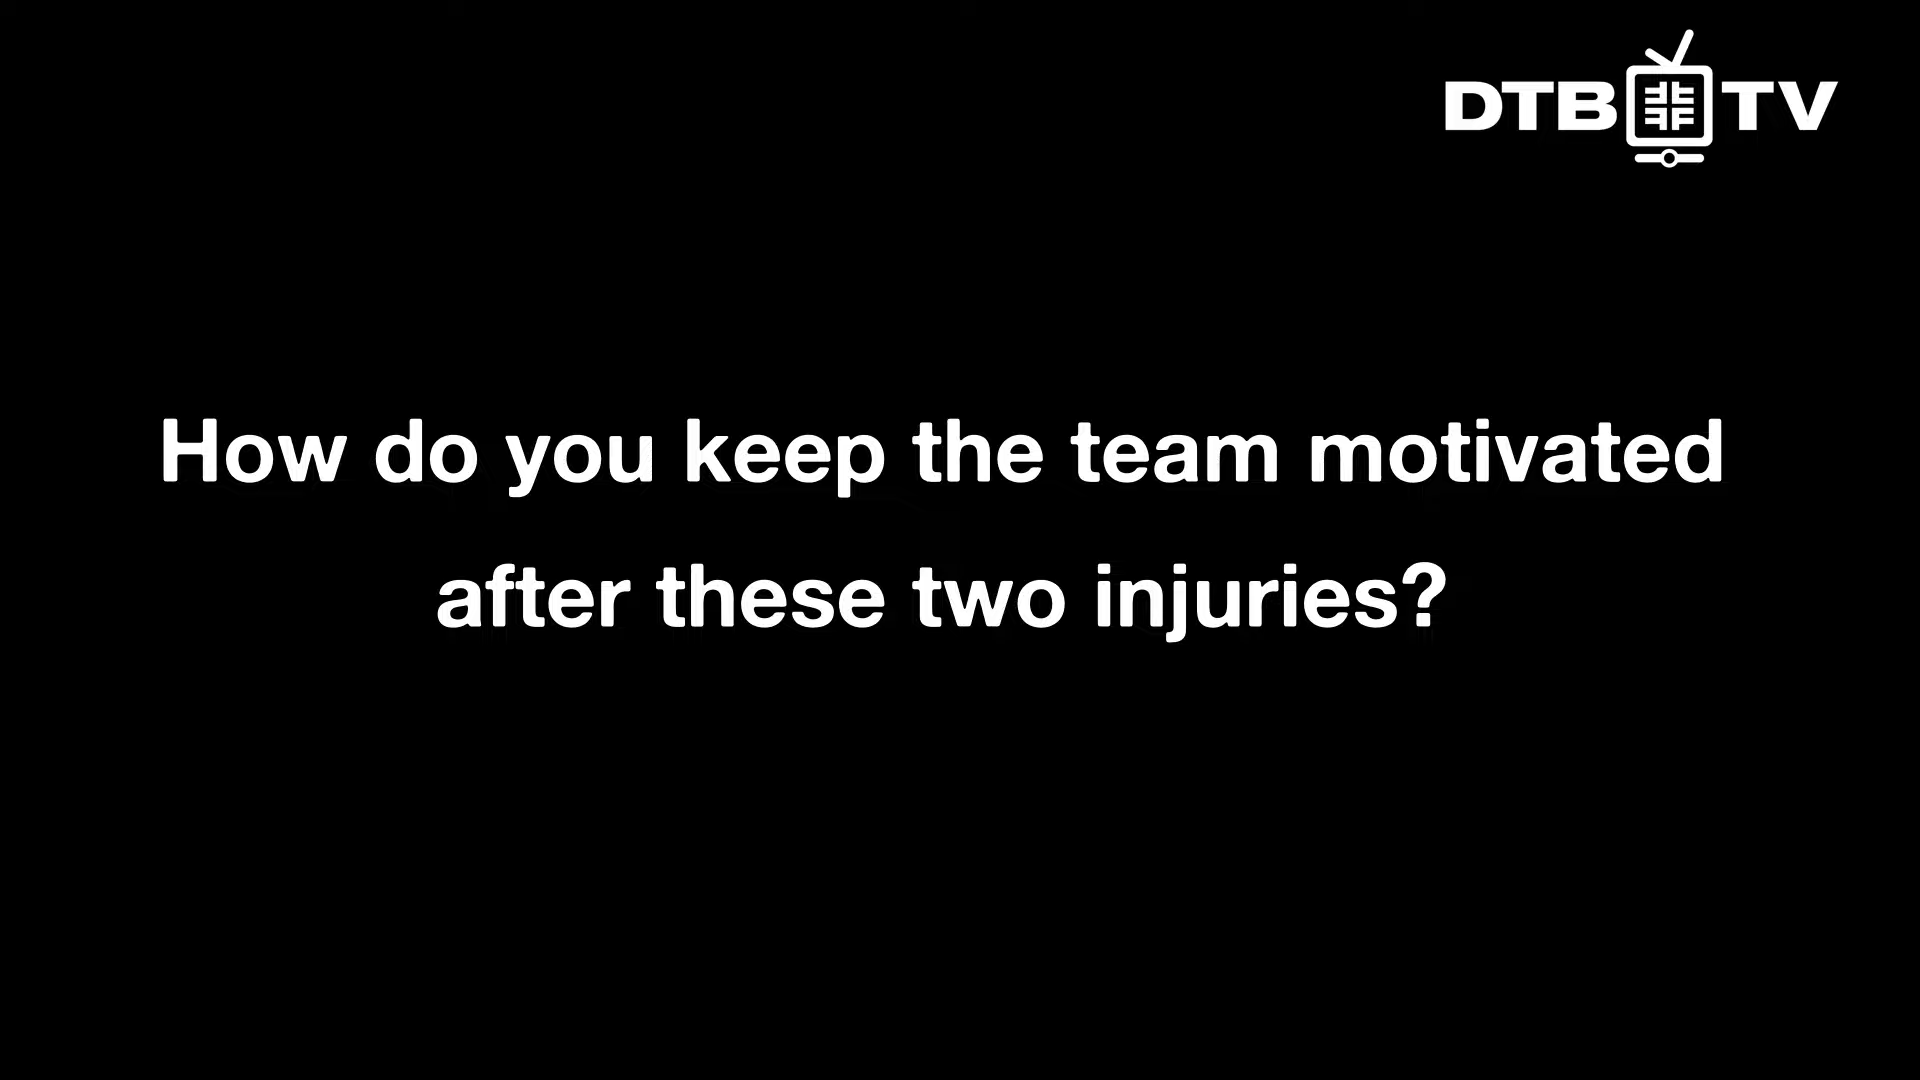 DTB TV
How do you keep the team motivated
after these two injuries?